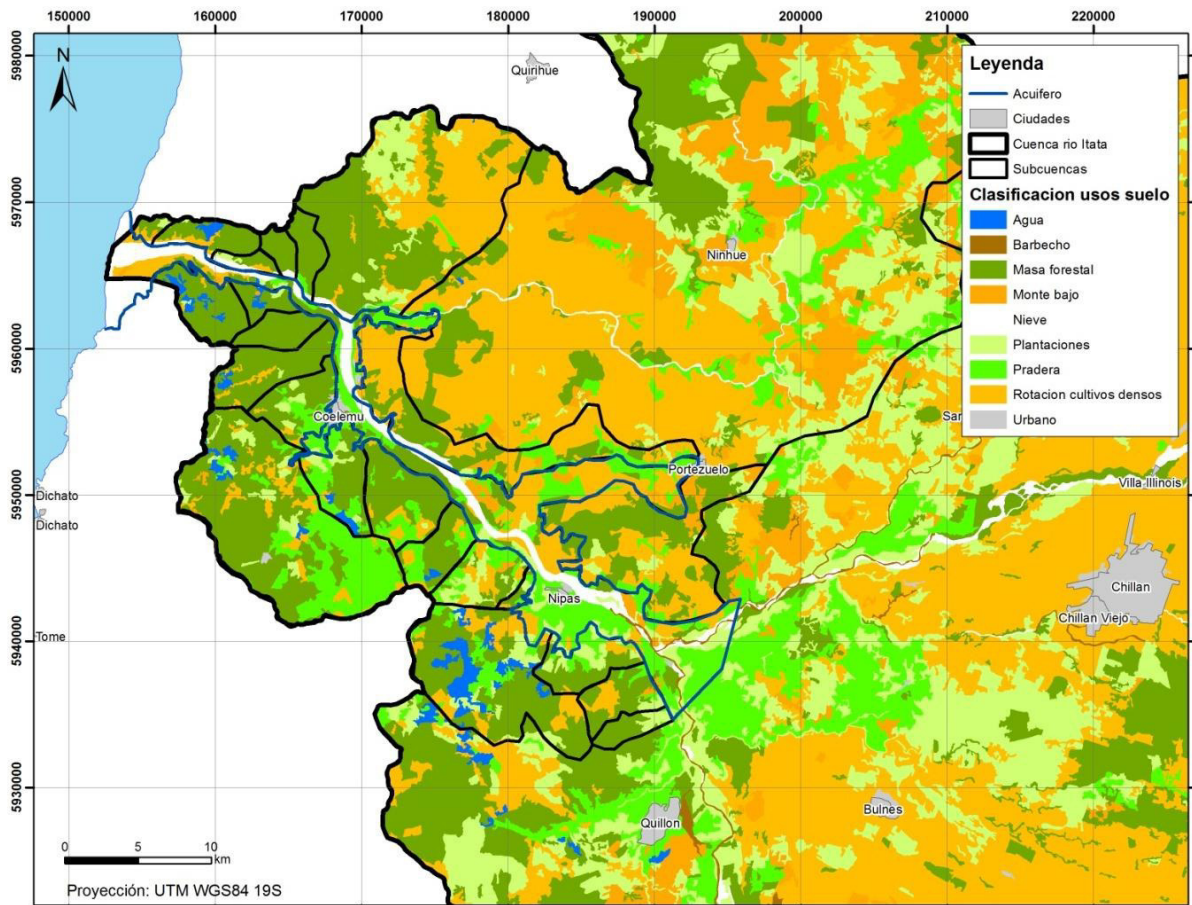 150000 160000 170000 180000 190000 200000 210000 220000
5980000
5970000
5960000
5950000
5940000
5930000
N
Quirihue
Ninhue
Coelemu
Portezuelo
San
Dichato
Dichato
Villa-Illinois
Chillan
Chillan Viejo
Ñipas
Tome
Quillon
Bulnes
Leyenda
Acuifero
Ciudades
Cuenca rio Itata
Subcuencas
Clasificacion usos suelo
Agua
Barbecho
Masa forestal
Monte bajo
Nieve
Plantaciones
Pradera
Rotacion cultivos densos
Urbano
0 5 10
km
Proyección: UTM WGS84 19S